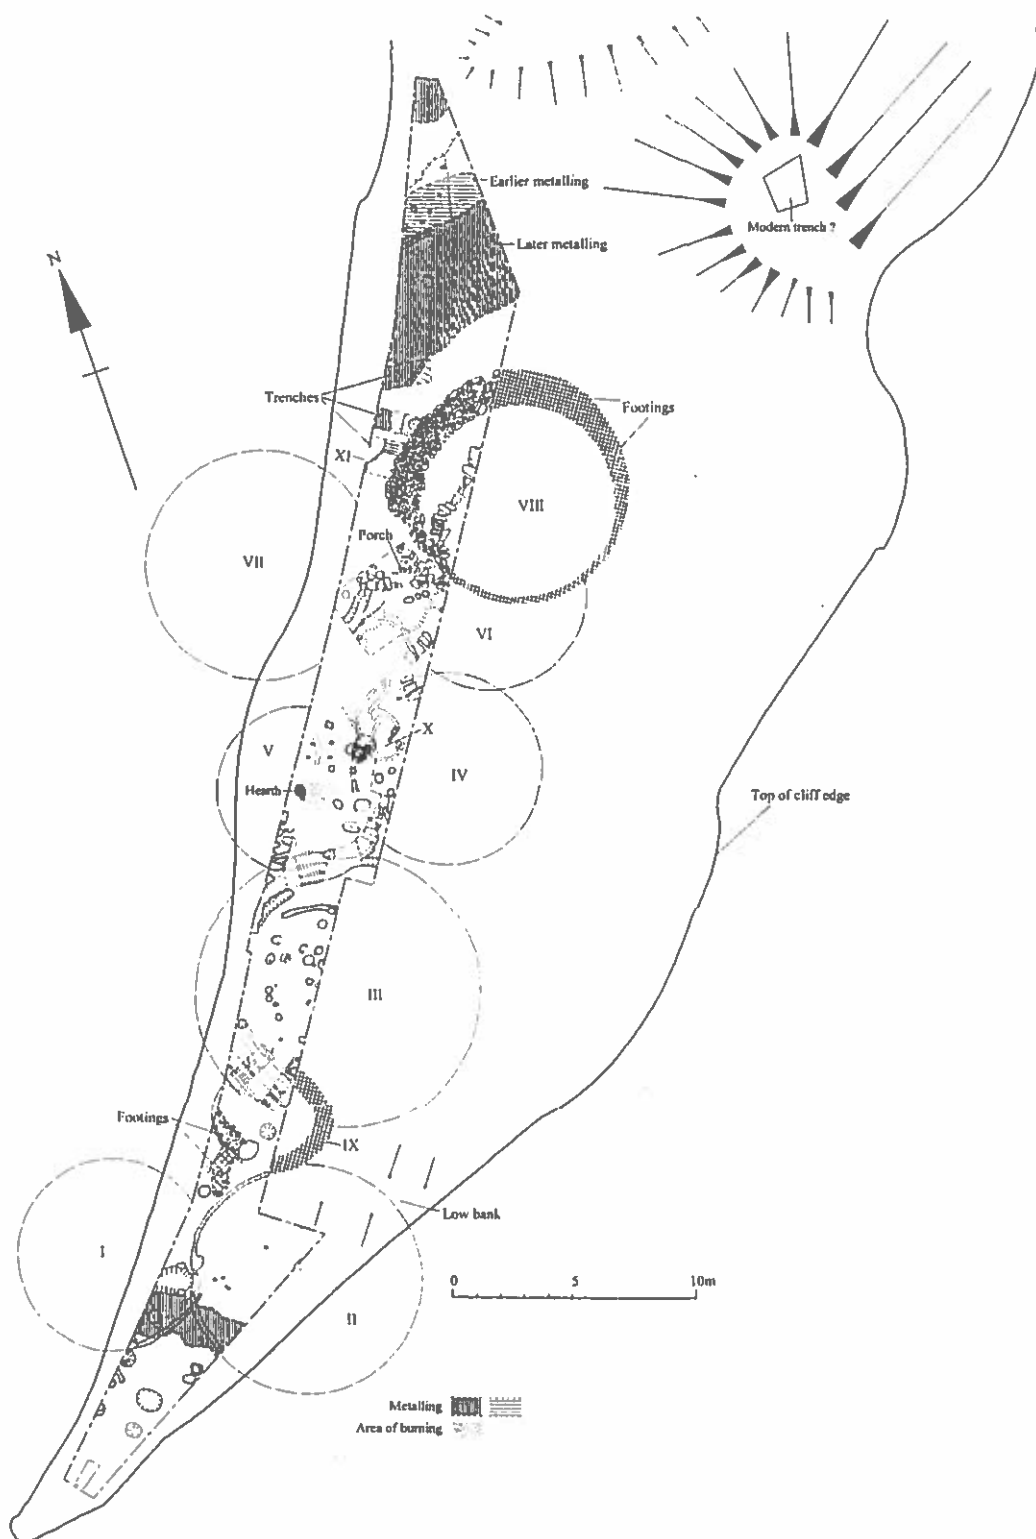 Earlier metalling
Modern trench ?
Later metalling
N
Trenches
Footings
XI
VIII
Porch
VII
VI
X
V
IV
Hearth
Top of cliff edge
III
Footings
IX
Low bank
I
0 5 10m
II
Metalling
Area of burning